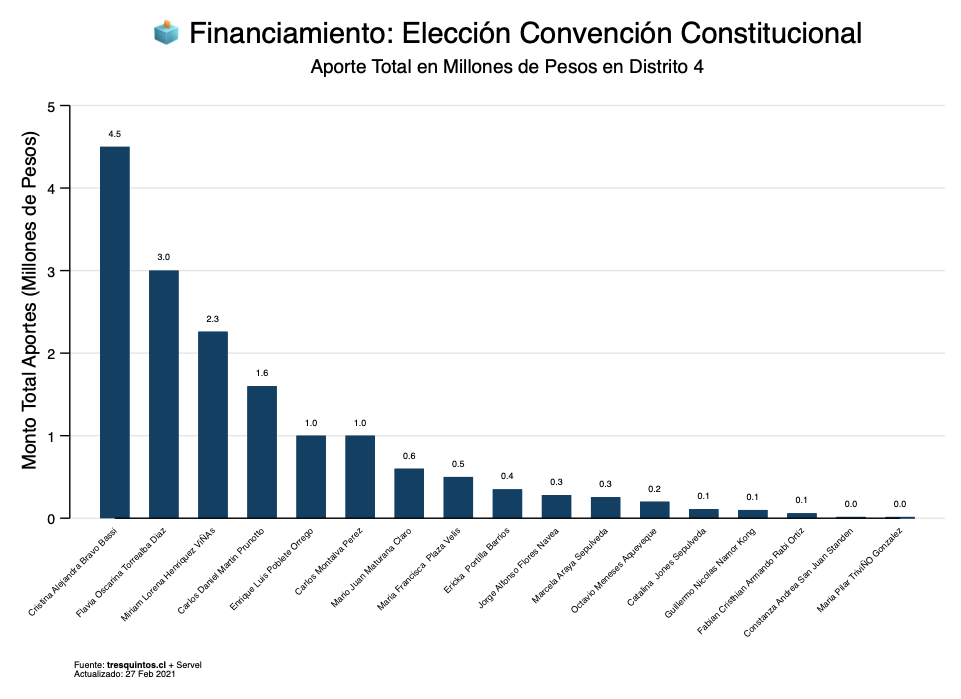 Financiamiento: Elección Convención Constitucional
Aporte Total en Millones de Pesos en Distrito 4
Monto Total Aportes (Millones de Pesos)
5
4
3
2
1
0
4.5
3.0
2.3
1.6
1.0
1.0
0.6
0.5
0.4
0.3
0.3
0.2
0.1
0.1
0.1
0.0
0.0
Cristina Alejandra Bravo Bassi
Flavia Oscarina Torrealba Diaz
Miriam Lorena Henriquez ViÑAs
Carlos Daniel Martin Prunotto
Enrique Luis Poblete Orrego
Carlos Montalva Perez
Mario Juan Maturana Claro
Maria Francisca Plaza Velis
Ericka Portilla Barrios
Jorge Alfonso Flores Navea
Marcela Araya Sepulveda
Octavio Meneses Aqueveque
Catalina Jones Sepulveda
Guillermo Nicolas Namor Kong
Fabian Cristhian Armando Rabi Ortiz
Constanza Andrea San Juan Standen
Maria Pilar TriviÑO Gonzalez
Fuente: tresquintos.cl + Servel
Actualizado: 27 Feb 2021